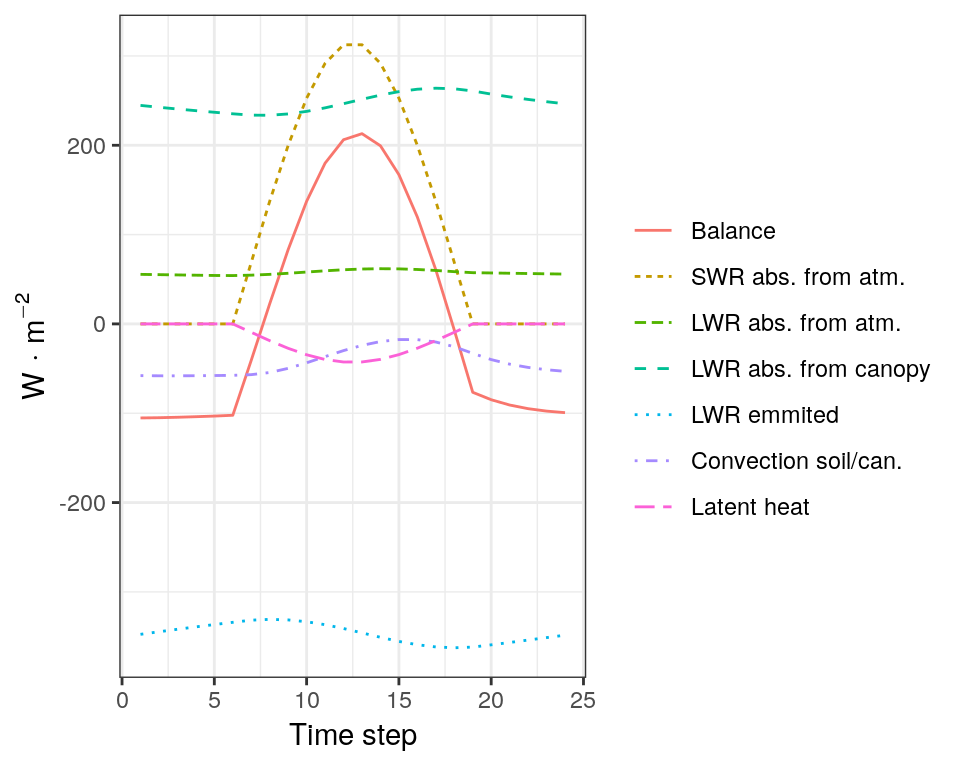 200
0
-200
W · m⁻²
0 5 10 15 20 25
Time step
Balance
SWR abs. from atm.
LWR abs. from atm.
LWR abs. from canopy
LWR emmited
Convection soil/can.
Latent heat